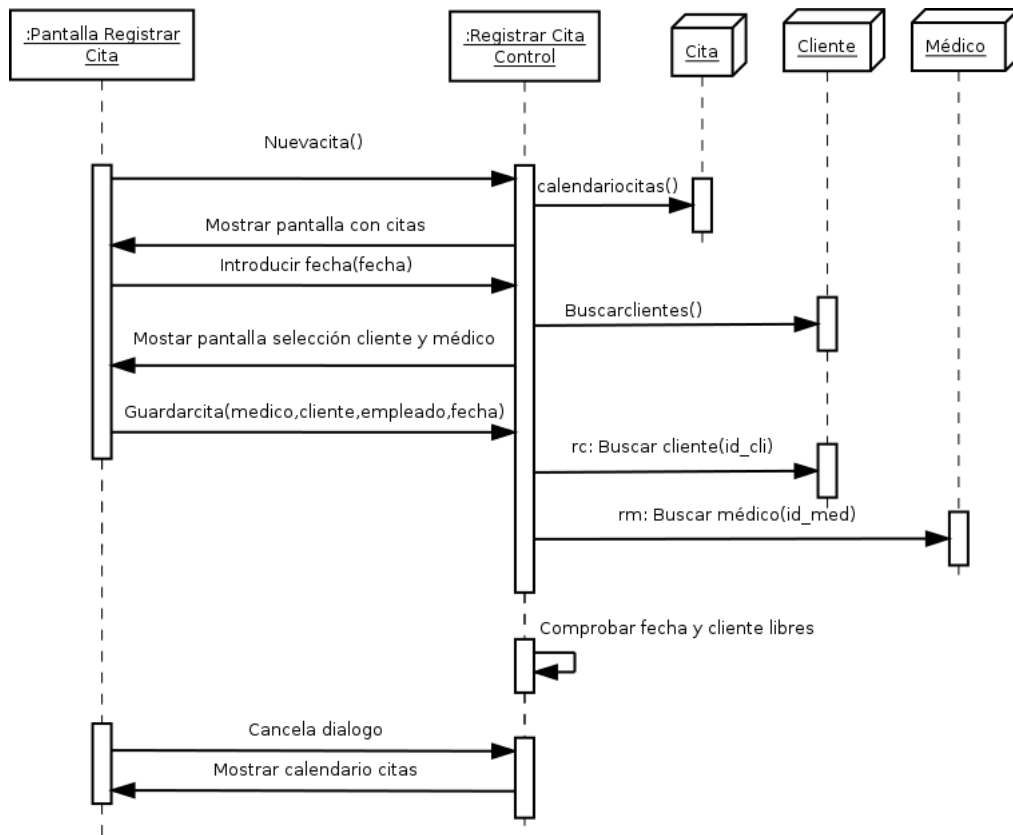 :Pantalla Registrar
Cita
:Registrar Cita
Control
Cita
Cliente
Médico
Nuevacita()
calendariocitas()
Mostrar pantalla con citas
Introducir fecha(fecha)
Buscarclientes()
Mostar pantalla selección cliente y médico
Guardarcita(medico,cliente,empleado,fecha)
rc: Buscar cliente(id_cli)
rm: Buscar médico(id_med)
Comprobar fecha y cliente libres
Cancela dialogo
Mostrar calendario citas